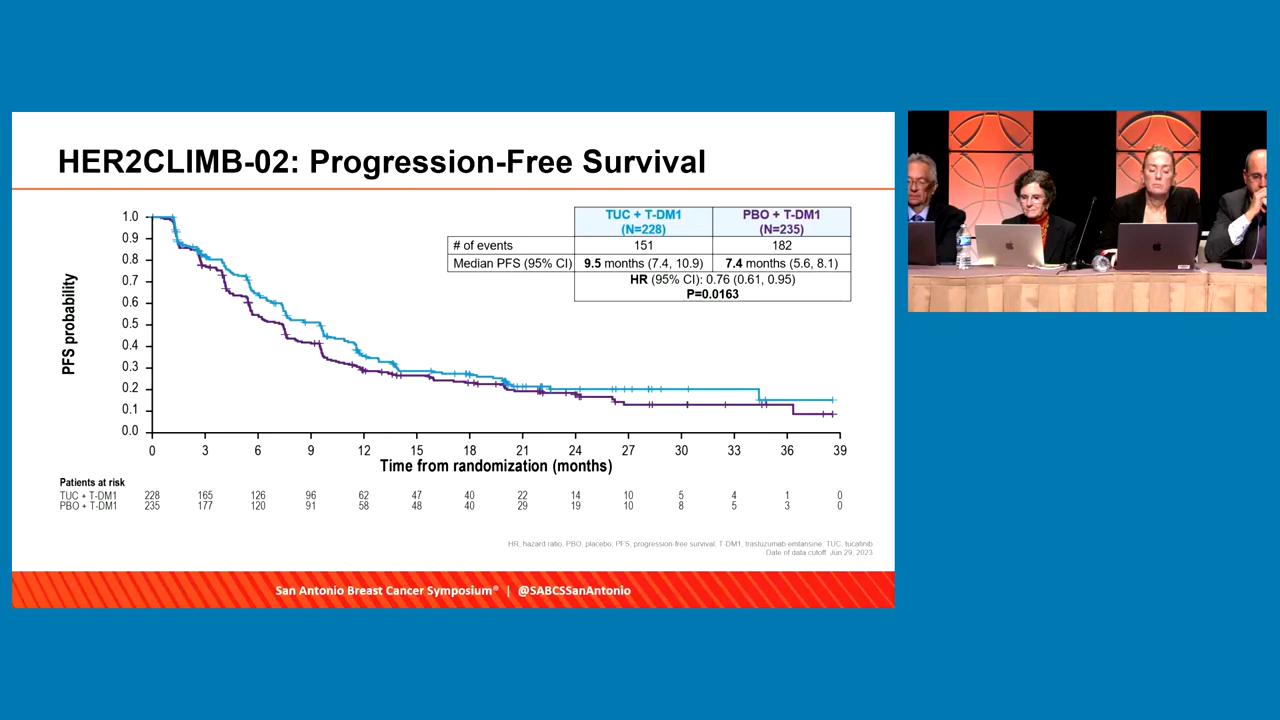 HER2CLIMB-02: Progression-Free Survival
TUC + T-DM1 PBO + T-DM1
(N=228) (N=235)
# of events 151 182
Median PFS (95% CI) 9.5 months (7.4, 10.9) 7.4 months (5.6, 8.1)
HR (95% CI): 0.76 (0.61, 0.95)
P=0.0163
PFS probability
1.0
0.9
0.8
0.7
0.6
0.5
0.4
0.3
0.2
0.1
0.0
0 3 6 9 12 15 18 21 24 27 30 33 36 39
Time from randomization (months)
Patients at risk
TUC + T-DM1 228 165 126 96 62 47 40 22 14 10 5 4 1 0
PBO + T-DM1 235 177 120 91 58 48 40 29 19 10 8 5 3 0
HR, hazard ratio; PBO, placebo; PFS, progression-free survival; T-DM1, trastuzumab emtansine; TUC, tucatinib
Date of data cutoff: Jun 29, 2023
San Antonio Breast Cancer Symposium® | @SABCSSanAntonio